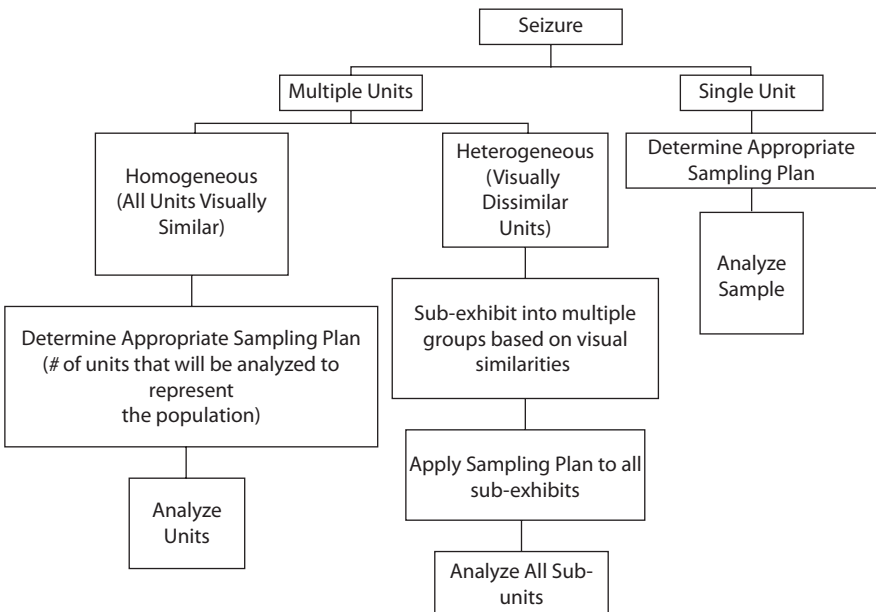 Seizure
Multiple Units
Single Unit
Homogeneous
(All Units Visually
Similar)
Heterogeneous
(Visually
Dissimilar
Units)
Determine Appropriate
Sampling Plan
Analyze
Sample
Determine Appropriate Sampling Plan
(# of units that will be analyzed to
represent
the population)
Sub-exhibit into multiple
groups based on visual
similarities
Analyze
Units
Apply Sampling Plan to all
sub-exhibits
Analyze All Sub-
units